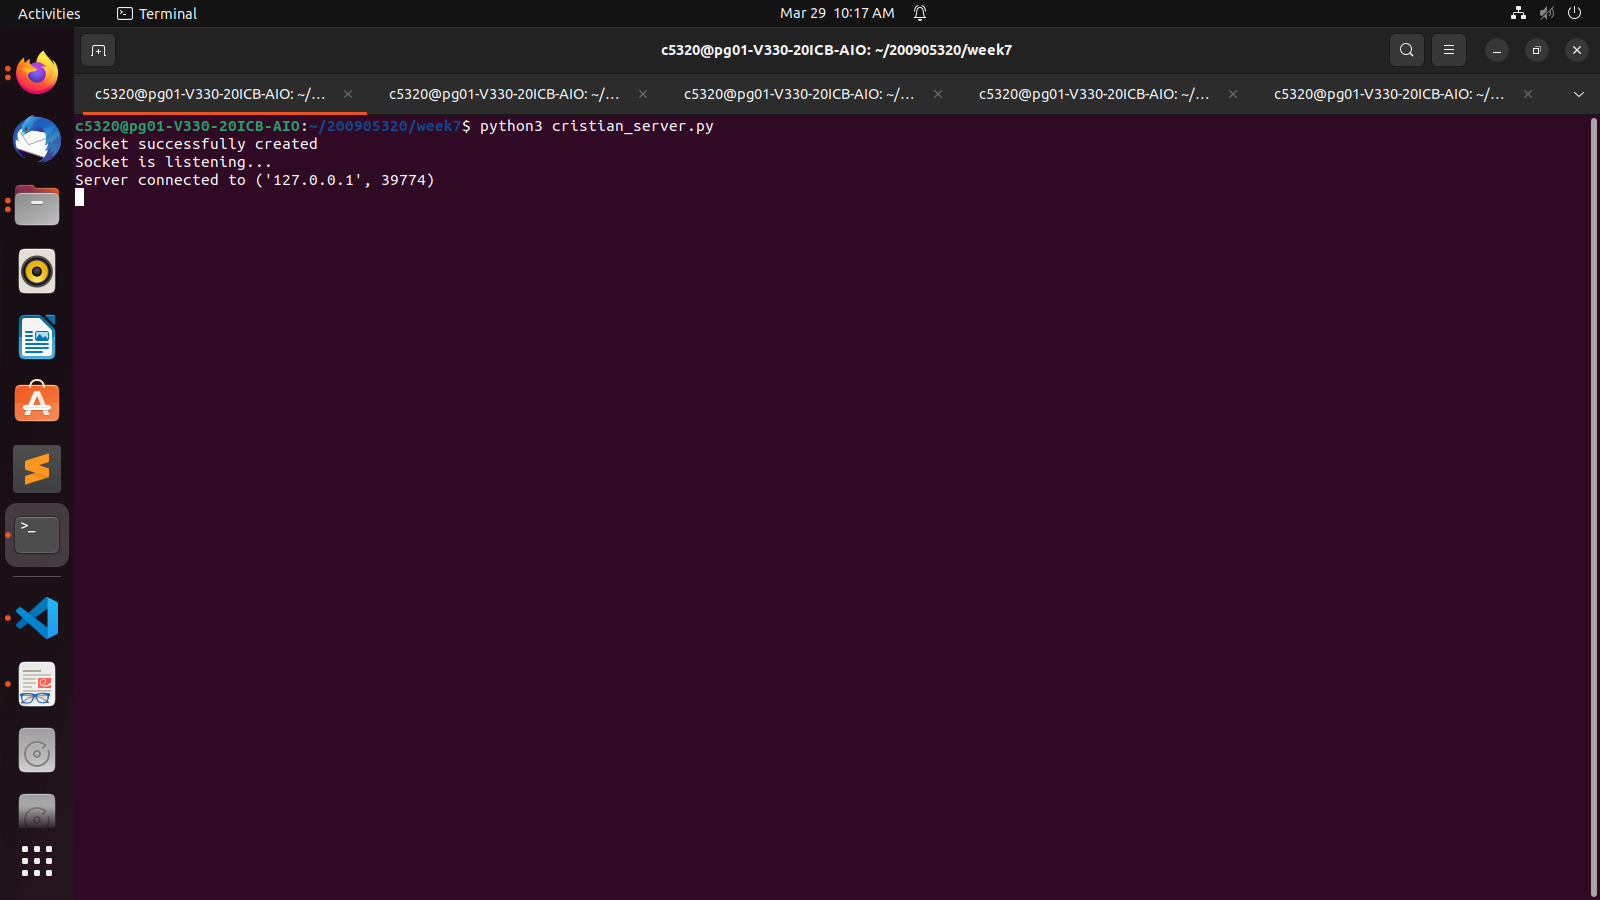 Activities Terminal Mar 29 10:17 AM
c5320@pg01-V330-20ICB-AIO: ~/200905320/week7
c5320@pg01-V330-20ICB-AIO: ~/... c5320@pg01-V330-20ICB-AIO: ~/... c5320@pg01-V330-20ICB-AIO: ~/... c5320@pg01-V330-20ICB-AIO: ~/... c5320@pg01-V330-20ICB-AIO: ~/...
c5320@pg01-V330-20ICB-AIO:~/200905320/week7$ python3 cristian_server.py
Socket successfully created
Socket is listening...
Server connected to ('127.0.0.1', 39774)